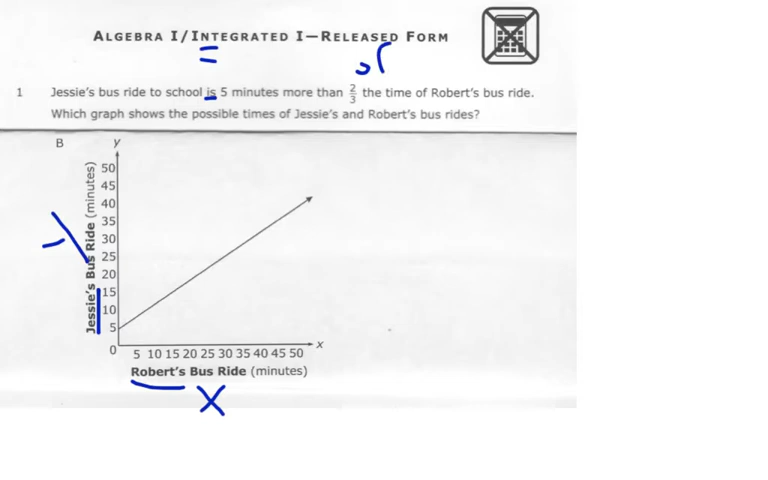 ALGEBRA I/INTEGRATED I—RELEASED FORM
=
1 Jessie's bus ride to school is 5 minutes more than 2/3 the time of Robert's bus ride.
Which graph shows the possible times of Jessie's and Robert's bus rides?
B
y
50
45
40
35
30
25
20
15
10
5
0
Jessie's Bus Ride (minutes)
y
5 10 15 20 25 30 35 40 45 50
x
Robert's Bus Ride (minutes)
X